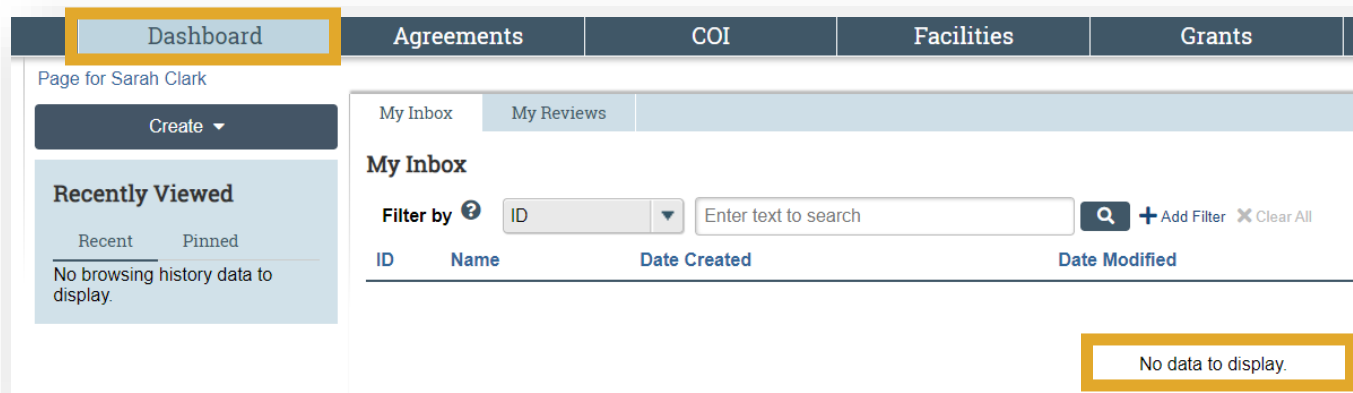 Dashboard Agreements COI Facilities Grants
Page for Sarah Clark
Create
My Inbox My Reviews
My Inbox
Recently Viewed
Filter by ? ID Enter text to search Add Filter Clear All
Recent Pinned
ID Name Date Created Date Modified
No browsing history data to
display.
No data to display.